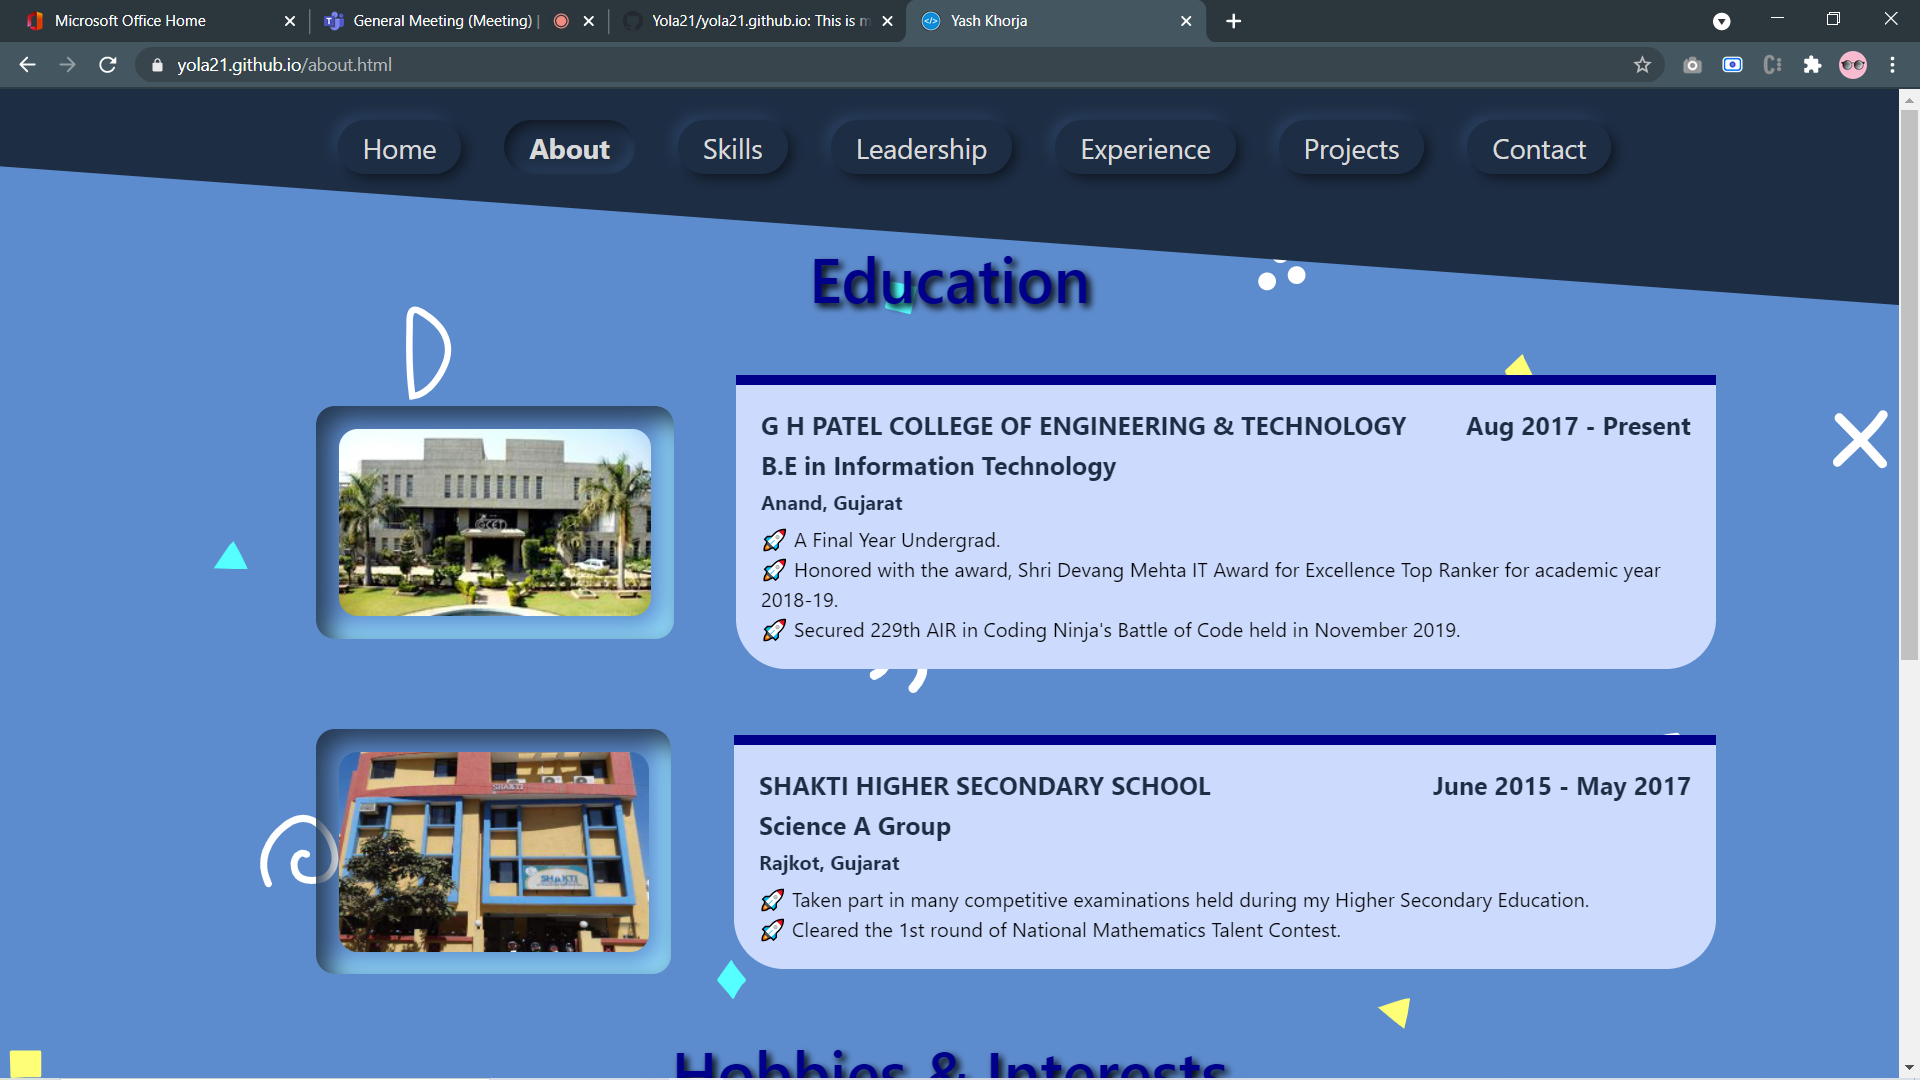 Microsoft Office Home
General Meeting (Meeting) |
Yola21/yola21.github.io: This is m
Yash Khorja
yola21.github.io/about.html
Home
About
Skills
Leadership
Experience
Projects
Contact
Education
GCET
G H PATEL COLLEGE OF ENGINEERING & TECHNOLOGY
Aug 2017 - Present
B.E in Information Technology
Anand, Gujarat
🚀 A Final Year Undergrad.
🚀 Honored with the award, Shri Devang Mehta IT Award for Excellence Top Ranker for academic year
2018-19.
🚀 Secured 229th AIR in Coding Ninja's Battle of Code held in November 2019.
SHAKTI
SHAKTI
SHAKTI HIGHER SECONDARY SCHOOL
June 2015 - May 2017
Science A Group
Rajkot, Gujarat
🚀 Taken part in many competitive examinations held during my Higher Secondary Education.
🚀 Cleared the 1st round of National Mathematics Talent Contest.
Hobbies & Interests